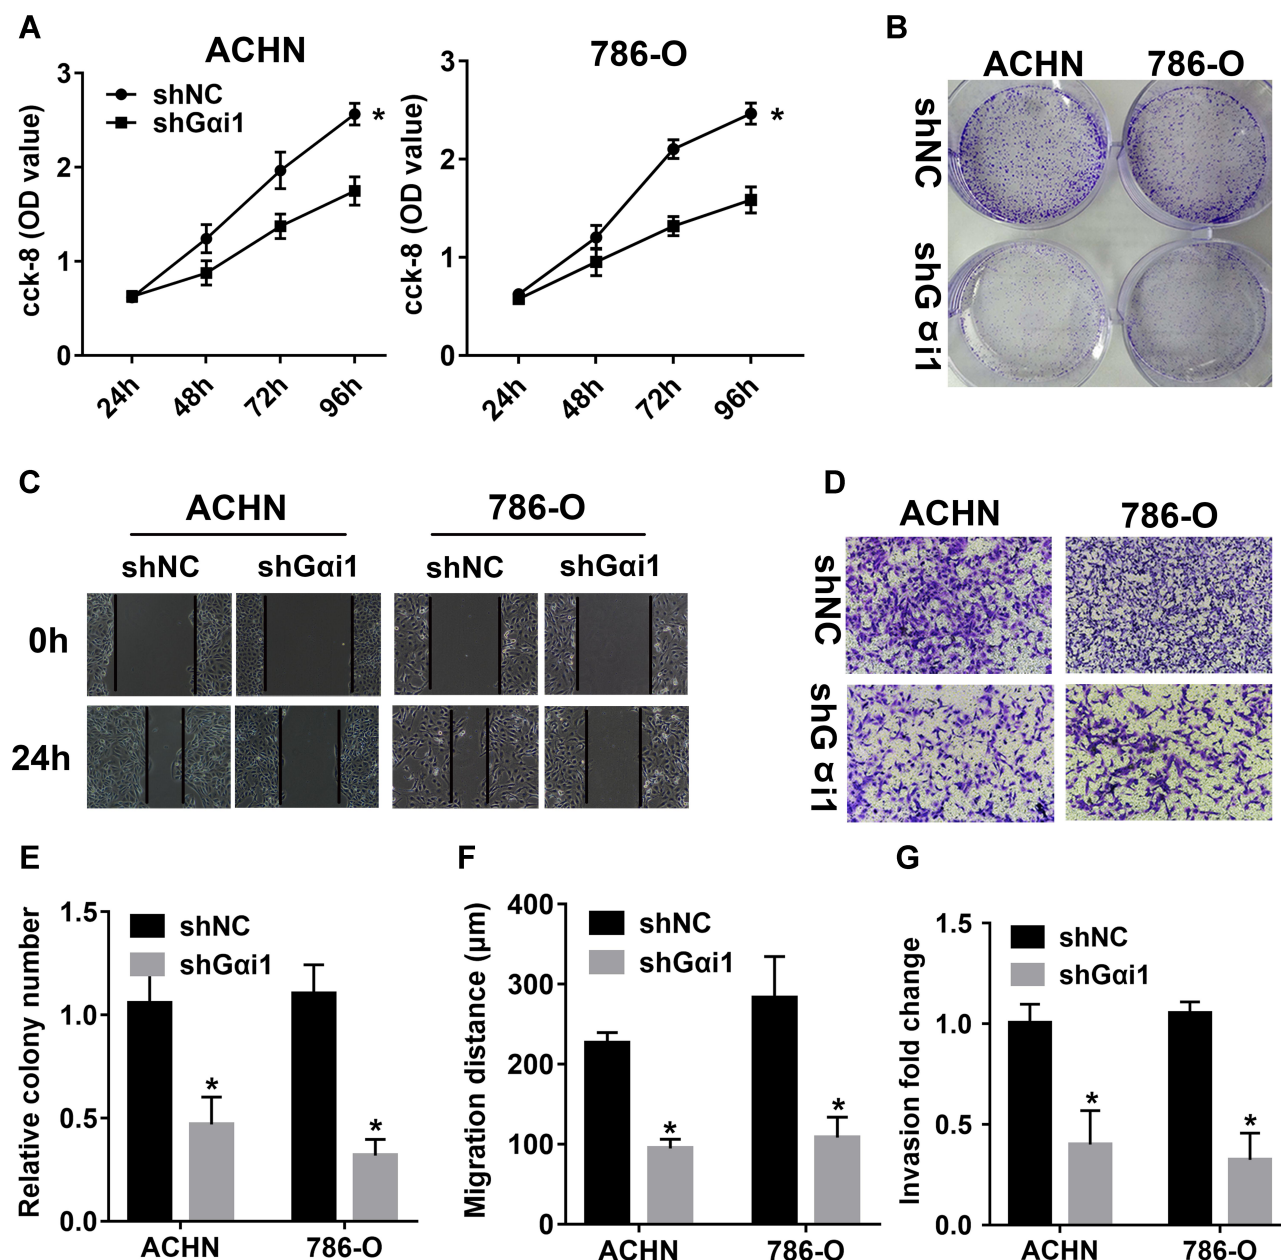 A
ACHN
786-O
shNC
shGαi1
cck-8 (OD value)
3
2
1
0
24h
48h
72h
96h
*
cck-8 (OD value)
3
2
1
0
24h
48h
72h
96h
*
B
ACHN
786-O
shNC
shG αi1
C
ACHN
786-O
shNC
shGαi1
shNC
shGαi1
0h
24h
D
ACHN
786-O
shNC
shG αi1
E
Relative colony number
1.5
1.0
0.5
0.0
shNC
shGαi1
*
*
ACHN
786-O
F
Migration distance (μm)
400
300
200
100
0
shNC
shGαi1
*
*
ACHN
786-O
G
Invasion fold change
1.5
1.0
0.5
0.0
shNC
shGαi1
*
*
ACHN
786-O